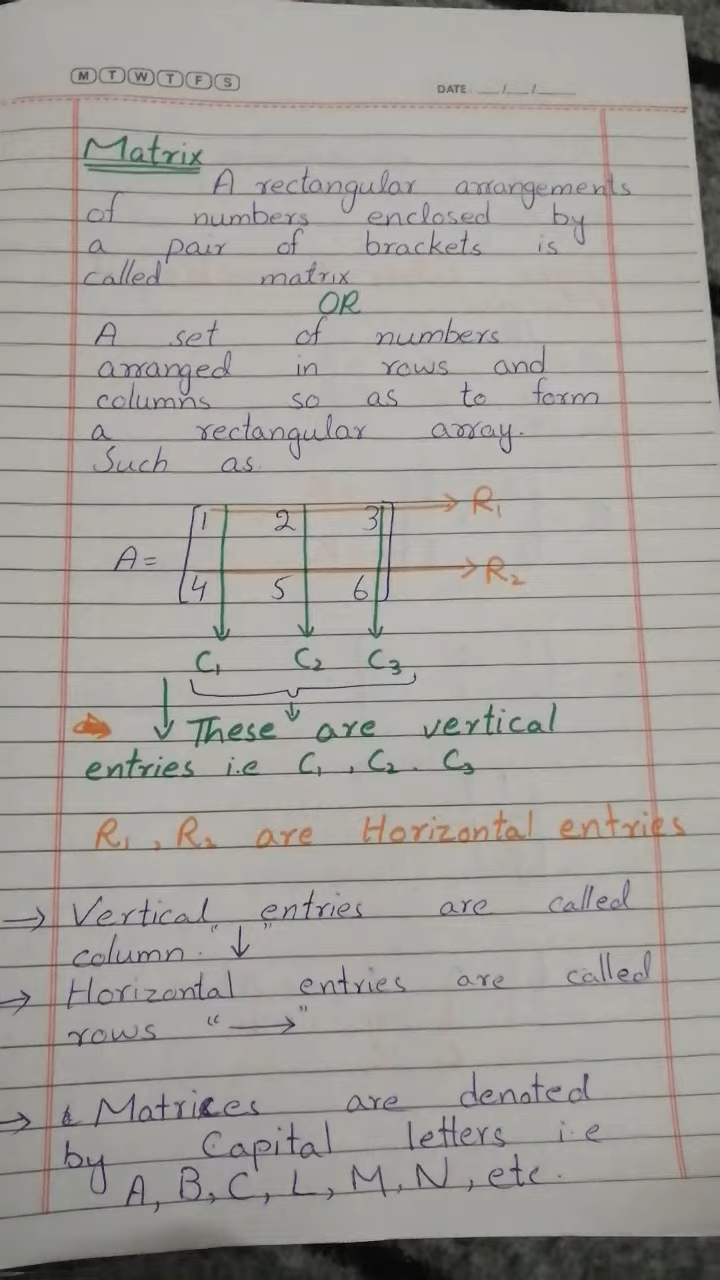 M T W T F S
DATE __/__/____
Matrix
A rectangular arrangements
of numbers enclosed by
a pair of brackets is
called matrix
OR
A set of numbers
arranged in rows and
columns so as to form
a rectangular array.
Such as
1 2 3 → R₁
A =
4 5 6 → R₂
C₁ C₂ C₃
↓ These are vertical
entries i.e C₁, C₂. C₃
R₁, R₂ are Horizontal entries
→ Vertical entries are called
column. "↓"
→ Horizontal entries are called
rows "→"
→ Matrices are denoted
by Capital letters i.e
A, B, C, L, M, N, etc.